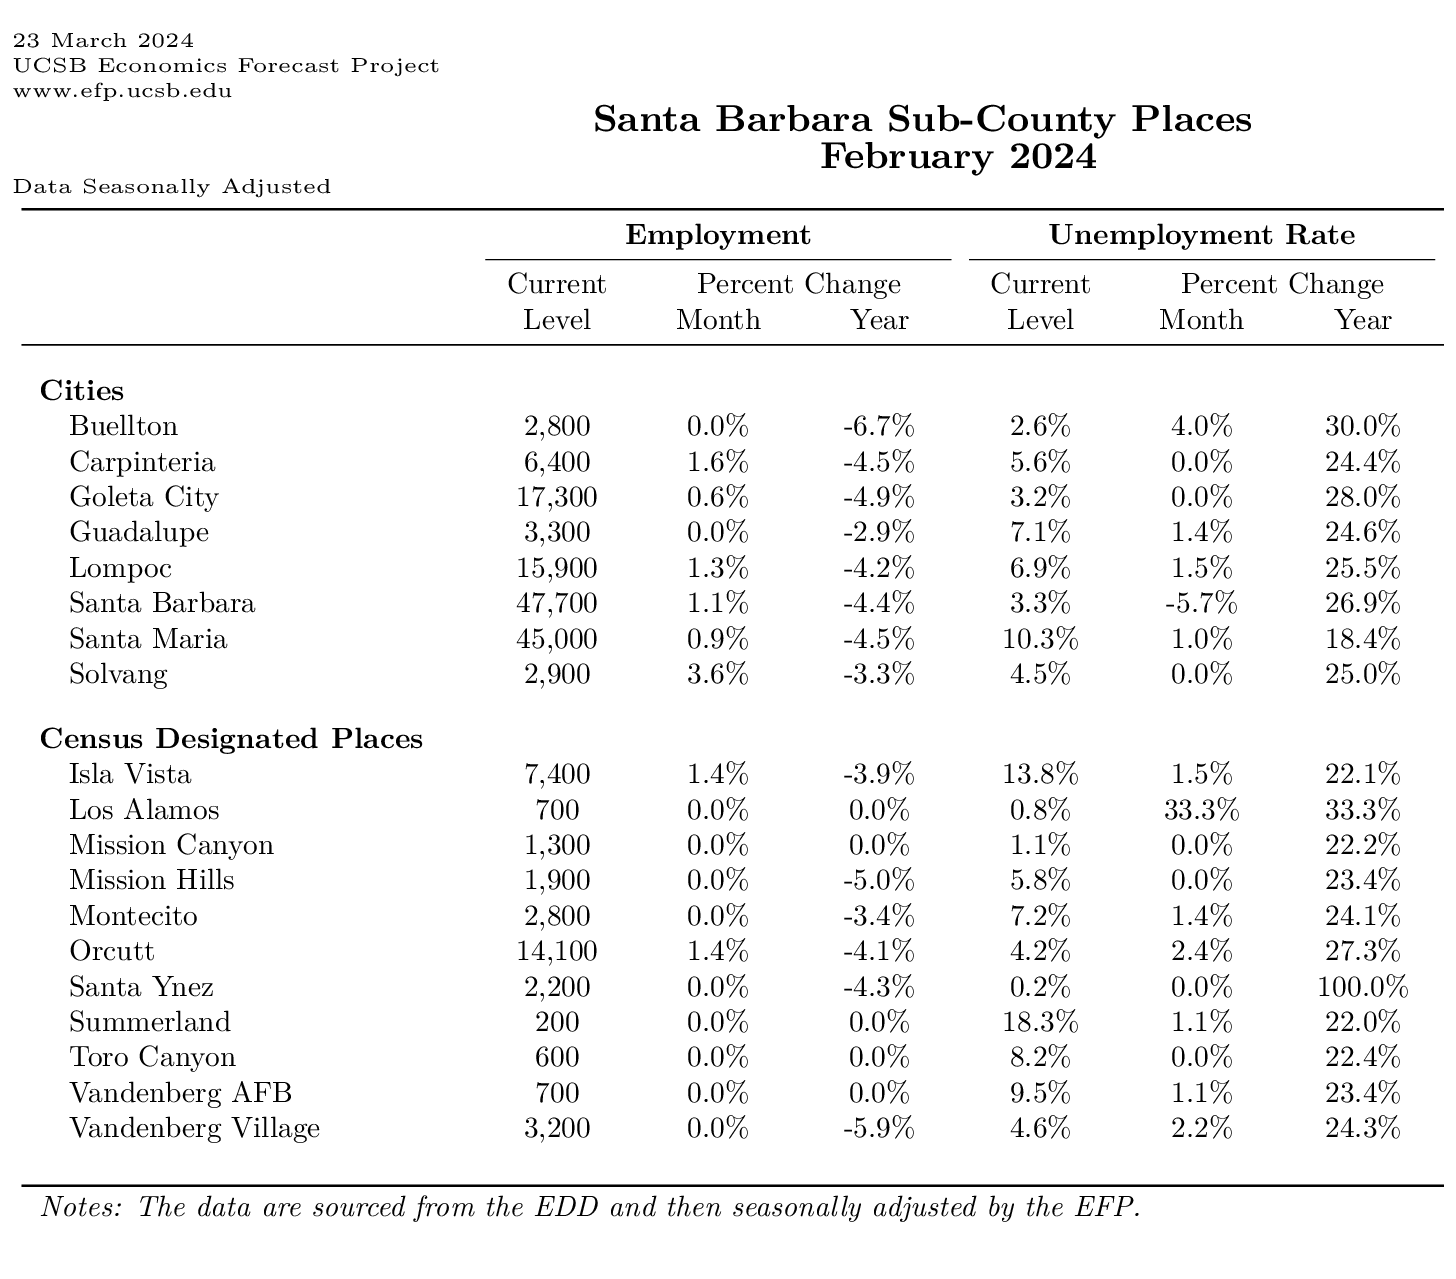 23 March 2024
UCSB Economics Forecast Project
www.efp.ucsb.edu
Santa Barbara Sub-County Places
February 2024
Data Seasonally Adjusted
Employment Unemployment Rate
Current Percent Change Current Percent Change
Level Month Year Level Month Year
Cities
Buellton 2,800 0.0% -6.7% 2.6% 4.0% 30.0%
Carpinteria 6,400 1.6% -4.5% 5.6% 0.0% 24.4%
Goleta City 17,300 0.6% -4.9% 3.2% 0.0% 28.0%
Guadalupe 3,300 0.0% -2.9% 7.1% 1.4% 24.6%
Lompoc 15,900 1.3% -4.2% 6.9% 1.5% 25.5%
Santa Barbara 47,700 1.1% -4.4% 3.3% -5.7% 26.9%
Santa Maria 45,000 0.9% -4.5% 10.3% 1.0% 18.4%
Solvang 2,900 3.6% -3.3% 4.5% 0.0% 25.0%
Census Designated Places
Isla Vista 7,400 1.4% -3.9% 13.8% 1.5% 22.1%
Los Alamos 700 0.0% 0.0% 0.8% 33.3% 33.3%
Mission Canyon 1,300 0.0% 0.0% 1.1% 0.0% 22.2%
Mission Hills 1,900 0.0% -5.0% 5.8% 0.0% 23.4%
Montecito 2,800 0.0% -3.4% 7.2% 1.4% 24.1%
Orcutt 14,100 1.4% -4.1% 4.2% 2.4% 27.3%
Santa Ynez 2,200 0.0% -4.3% 0.2% 0.0% 100.0%
Summerland 200 0.0% 0.0% 18.3% 1.1% 22.0%
Toro Canyon 600 0.0% 0.0% 8.2% 0.0% 22.4%
Vandenberg AFB 700 0.0% 0.0% 9.5% 1.1% 23.4%
Vandenberg Village 3,200 0.0% -5.9% 4.6% 2.2% 24.3%
Notes: The data are sourced from the EDD and then seasonally adjusted by the EFP.